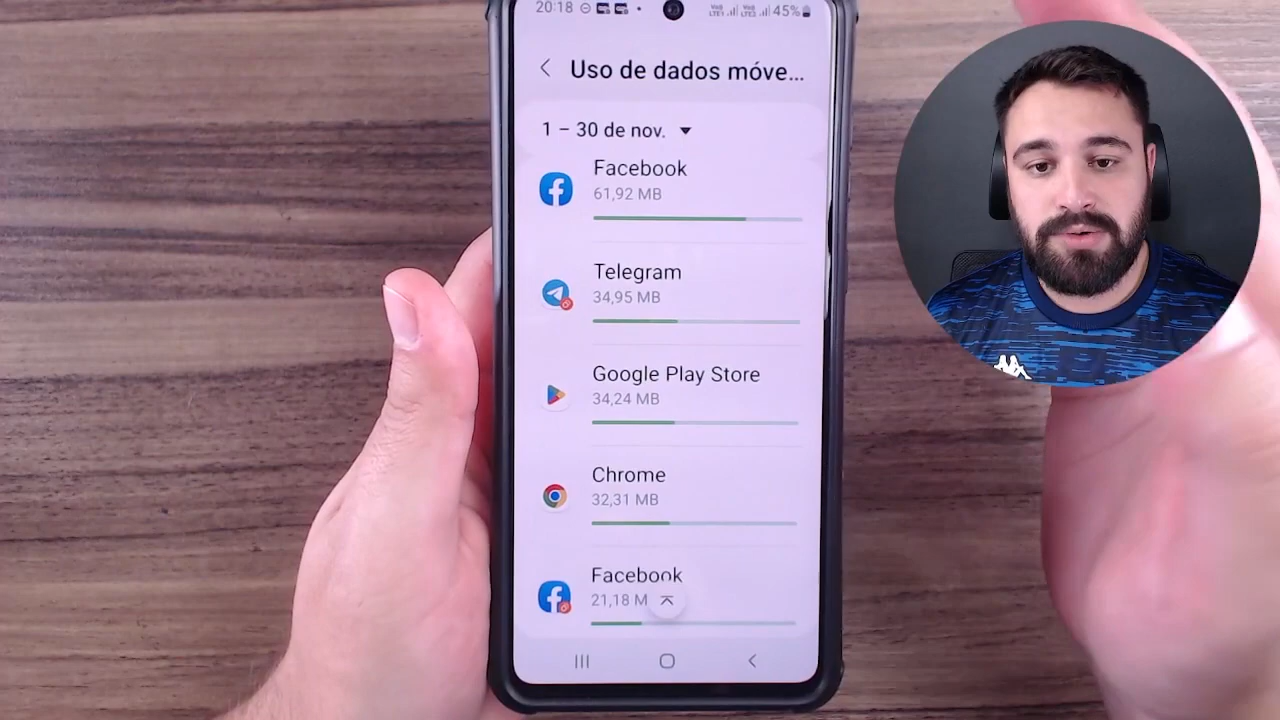 20:18 45%
Uso de dados móve...
1 – 30 de nov.
Facebook
61,92 MB
Telegram
34,95 MB
Google Play Store
34,24 MB
Chrome
32,31 MB
Facebook
21,18 M